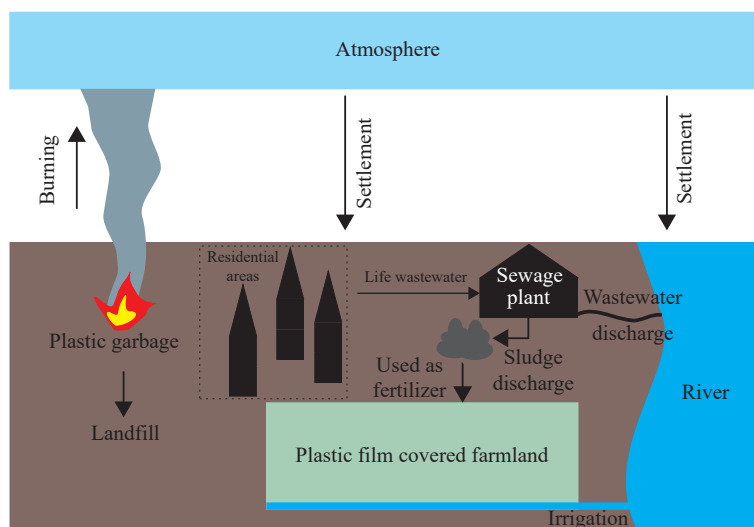 Atmosphere
Burning
Settlement
Settlement
Residential
areas
Life wastewater
Sewage
plant
Wastewater
discharge
Plastic garbage
Used as
fertilizer
Sludge
discharge
River
Landfill
Plastic film covered farmland
Irrigation